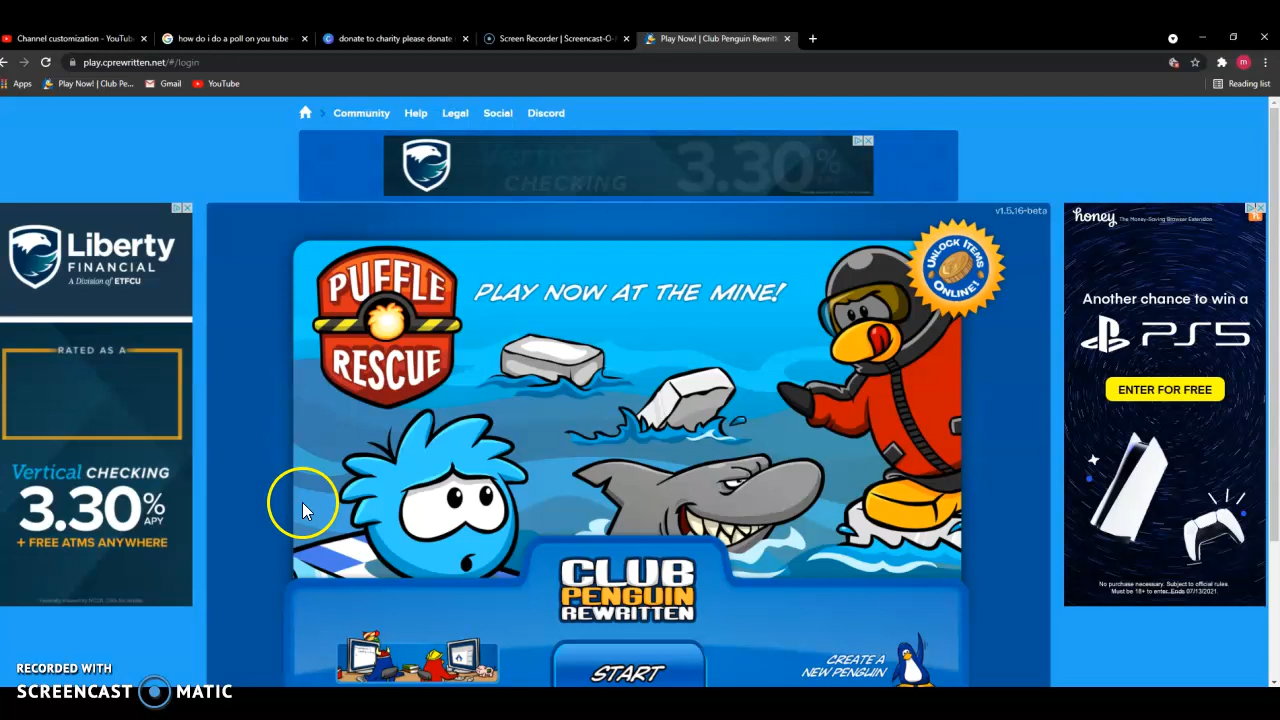 Channel customization - YouTube
how do i do a poll on you tube -
donate to charity please donate
Screen Recorder | Screencast-O-
Play Now! | Club Penguin Rewritt
play.cprewritten.net/#/login
m
Apps
Play Now! | Club Pe...
Gmail
YouTube
Reading list
Community
Help
Legal
Social
Discord
VERTICAL
CHECKING
3.30%
v1.5.16-beta
Liberty
FINANCIAL
A Division of ETFCU
RATED AS A
Vertical CHECKING
3.30%
APY
+ FREE ATMS ANYWHERE
PUFFLE
RESCUE
PLAY NOW AT THE MINE!
UNLOCK ITEMS
ONLINE!
CLUB
PENGUIN
REWRITTEN
START
CREATE A
NEW PENGUIN
honey
The Money-Saving Browser Extension
Another chance to win a
PS5
ENTER FOR FREE
No purchase necessary. Subject to official rules.
Must be 18+ to enter. Ends 07/13/2021.
RECORDED WITH
SCREENCAST MATIC